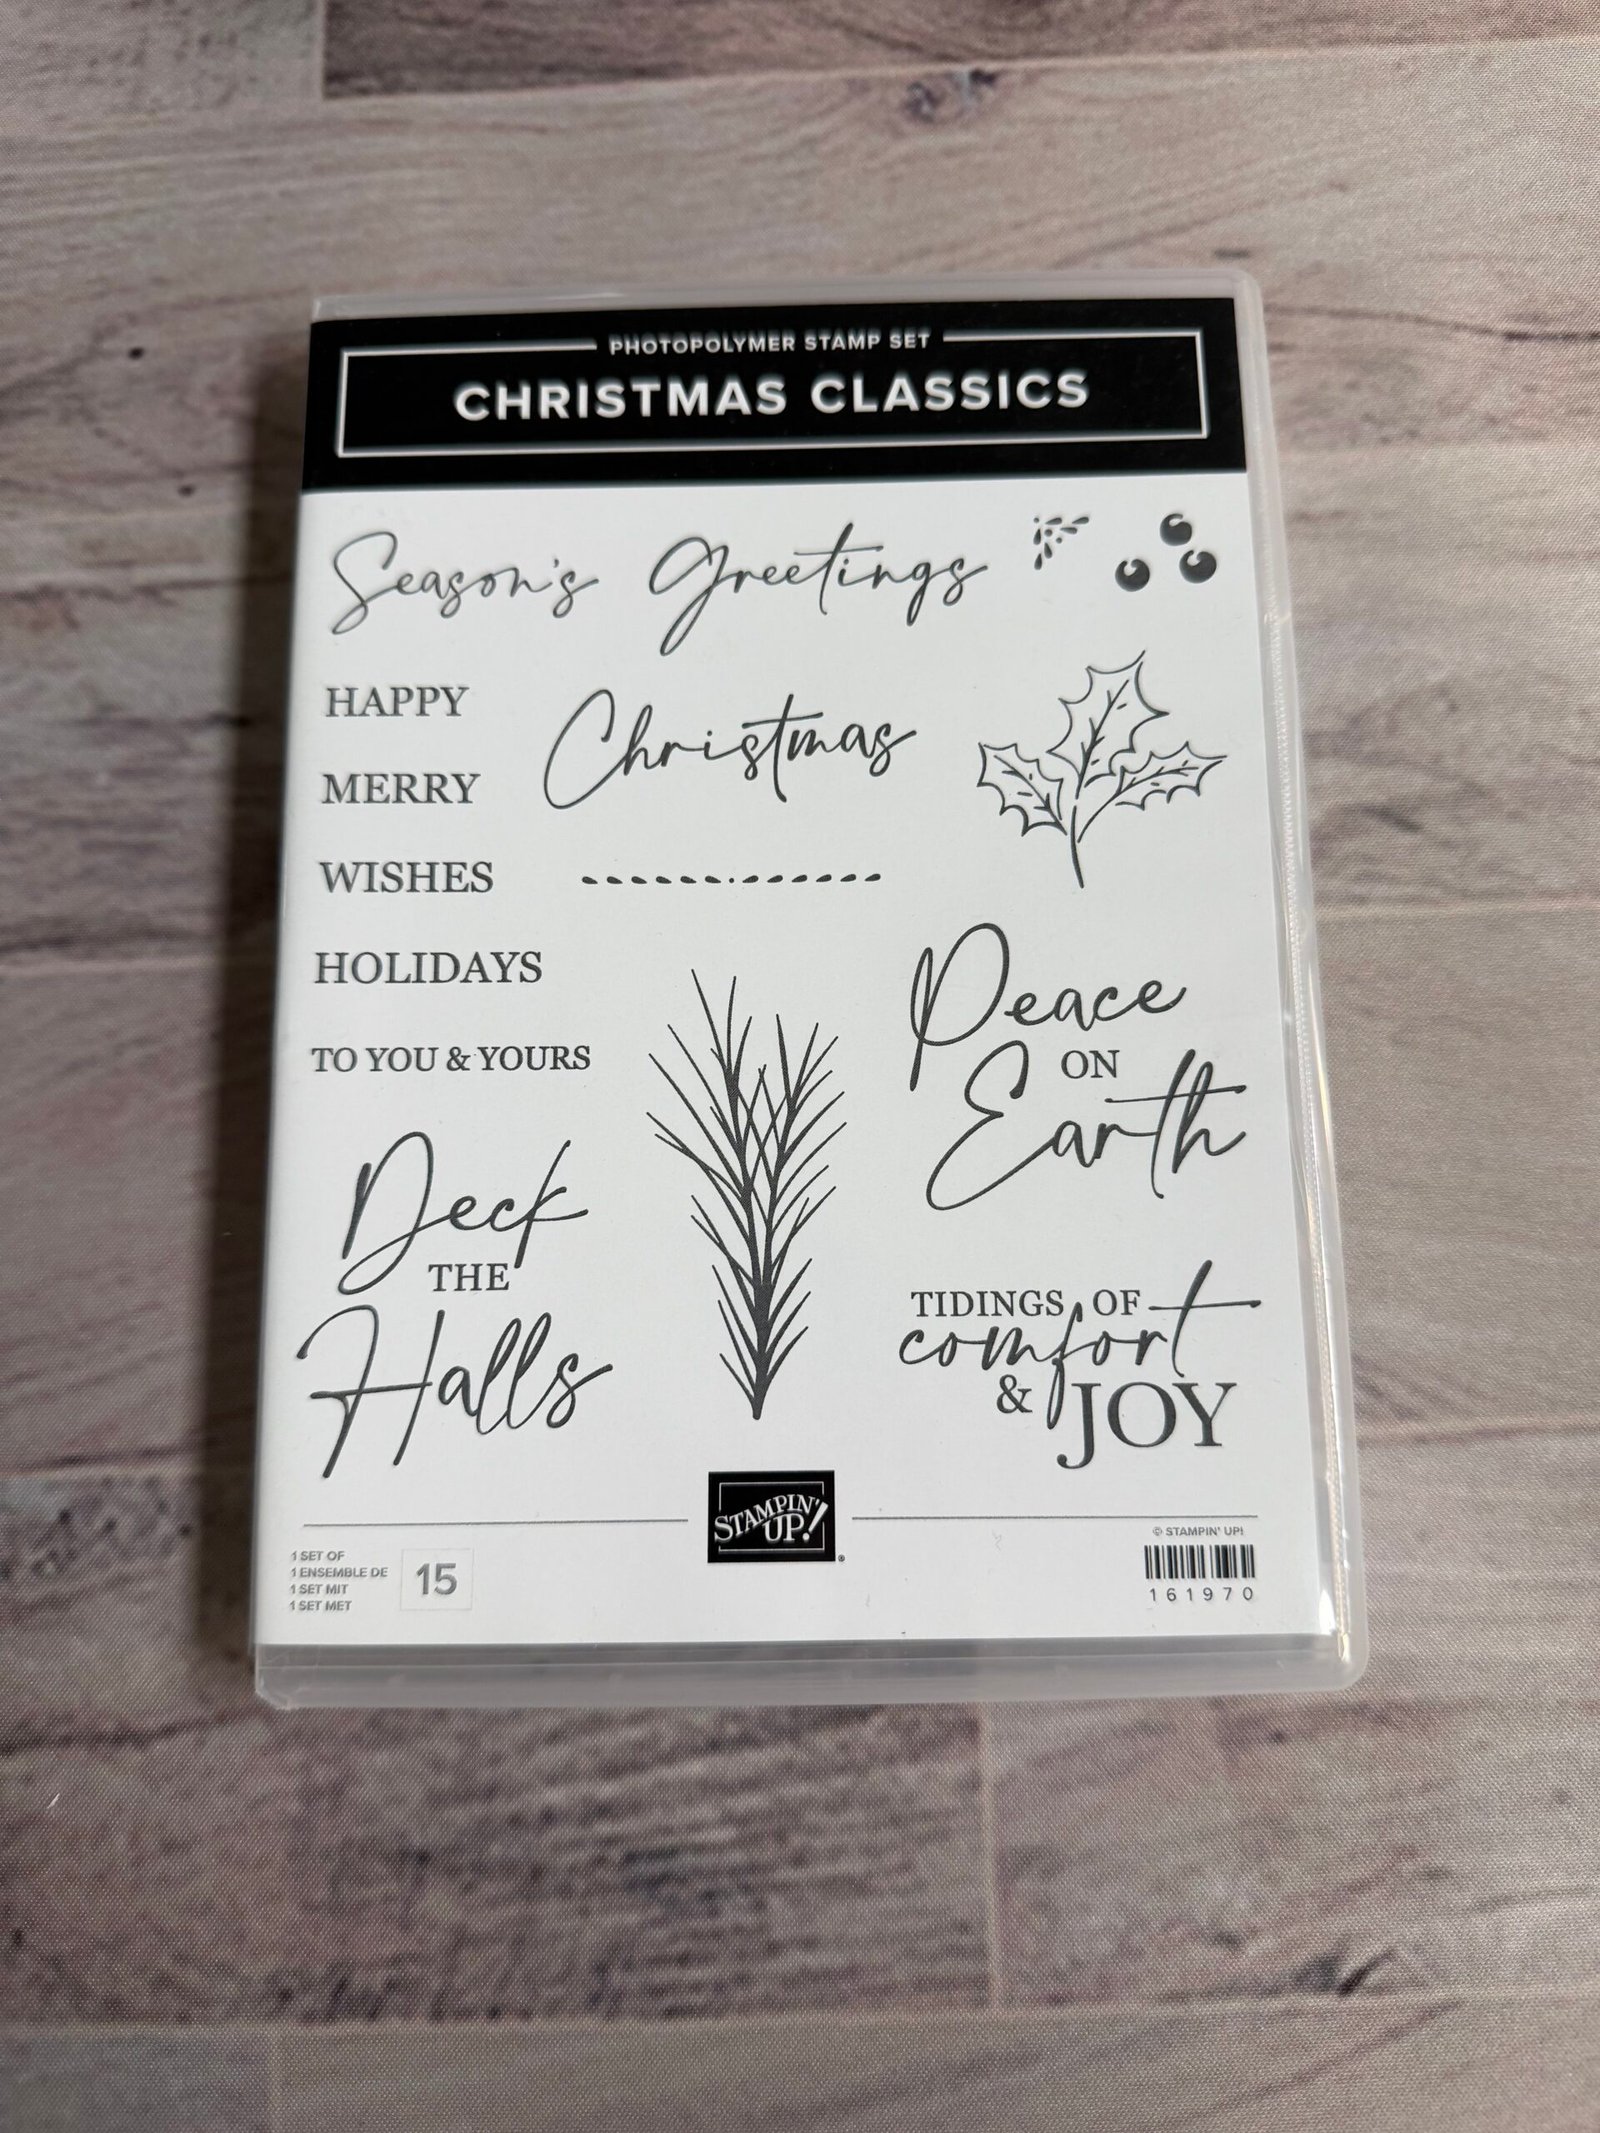 PHOTOPOLYMER STAMP SET
CHRISTMAS CLASSICS
Season's Greetings
HAPPY
Christmas
MERRY
WISHES
HOLIDAYS
TO YOU & YOURS
Peace
ON
Earth
Deck
THE
Halls
TIDINGS OF
comfort
& JOY
STAMPIN'
UP!
®
1 SET OF
1 ENSEMBLE DE
1 SET MIT
1 SET MET
15
© STAMPIN' UP!
161970